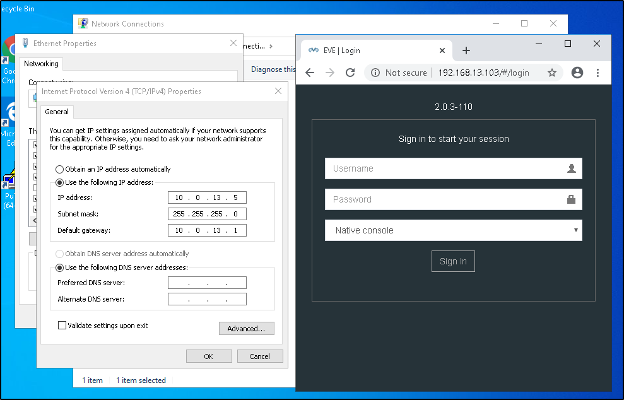 ecycle Bin
Network Connections
Ethernet Properties
Networking
Diagnose this
Internet Protocol Version 4 (TCP/IPv4) Properties
General
You can get IP settings assigned automatically if your network supports
this capability. Otherwise, you need to ask your network administrator
for the appropriate IP settings.
Obtain an IP address automatically
Use the following IP address:
IP address:
10 . 0 . 13 . 5
Subnet mask:
255 . 255 . 255 . 0
Default gateway:
10 . 0 . 13 . 1
Obtain DNS server address automatically
Use the following DNS server addresses:
Preferred DNS server:
. . .
Alternate DNS server:
. . .
Validate settings upon exit
Advanced...
OK
Cancel
1 item
1 item selected
EVE | Login
Not secure
192.168.13.103/#/login
2.0.3-110
Sign in to start your session
Username
Password
Native console
Sign in